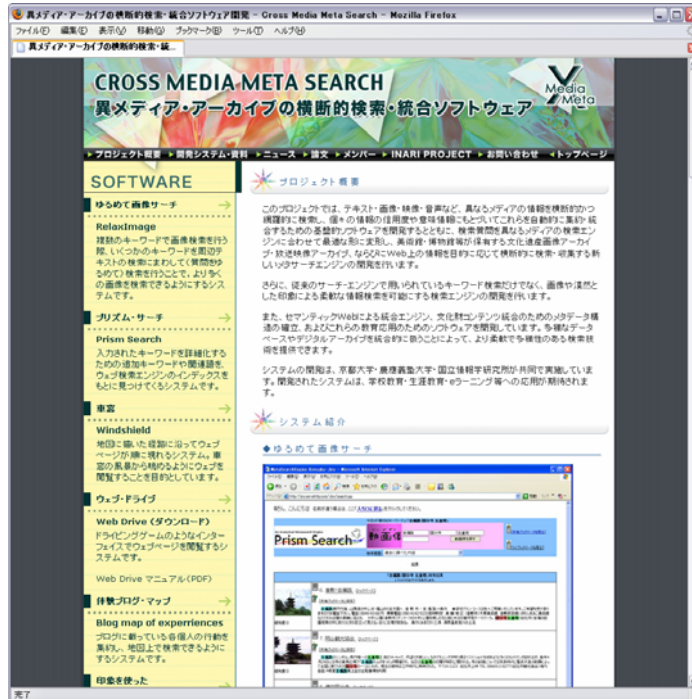 異メディア・アーカイブの横断的検索・統合ソフトウェア開発 - Cross Media Meta Search - Mozilla Firefox
ファイル(F) 編集(E) 表示(V) 移動(G) ブックマーク(B) ツール(T) ヘルプ(H)
異メディア・アーカイブの横断的検索・統...
CROSS MEDIA META SEARCH
異メディア・アーカイブの横断的検索・統合ソフトウェア
Media
Meta
プロジェクト概要
開発システム・資料
ニュース
論文
メンバー
INARI PROJECT
お問い合わせ
トップページ
SOFTWARE
ゆるめて画像サーチ
RelaxImage
複数のキーワードで画像検索を行う
際、いくつかのキーワードを周辺テ
キストの検索にまわして(質問をゆ
るめて)検索を行うことで、より多く
の画像を検索できるようにするシス
テムです。
プリズム・サーチ
Prism Search
入力されたキーワードを詳細化する
ための追加キーワードや関連語を、
ウェブ検索エンジンのインデックスを
もとに見つけてくるシステムです。
車窓
Windshield
地図に描いた経路に沿ってウェブ
ページが順に現れるシステム。車
窓の風景から眺めるようにウェブを
閲覧することを目的としています。
ウェブ・ドライブ
Web Drive (ダウンロード)
ドライビングゲームのようなインター
フェイスでウェブページを閲覧するシ
ステムです。
Web Drive マニュアル(PDF)
体験ブログ・マップ
Blog map of experriences
ブログに載っている各個人の行動を
集約し、地図上で検索できるように
するシステムです。
印象を使った
プロジェクト概要
このプロジェクトでは、テキスト・画像・映像・音声など、異なるメディアの情報を横断的かつ
網羅的に検索し、個々の情報の信用度や意味情報にもとづいてこれらを自動的に集約・統
合するための基盤的ソフトウェアを開発するとともに、検索質問を異なるメディアの検索エ
ンジンに合わせて最適な形に変形し、美術館・博物館等が保有する文化遺産画像アーカイ
ブ・放送映像アーカイブ、ならびにWeb上の情報を目的に応じて横断的に検索・収集する新
しいメタサーチエンジンの開発を行います。
さらに、従来のサーチ・エンジンで用いられているキーワード検索だけでなく、画像や漠然と
した印象による柔軟な情報検索を可能にする検索エンジンの開発を行います。
また、セマンティックWebによる統合エンジン、文化財コンテンツ統合のためのメタデータ構
造の確立、およびこれらの教育応用のためのソフトウェアを開発しています。多様なデータ
ベースやデジタルアーカイブを統合的に扱うことによって、より柔軟で多様性のある検索技
術を提供できます。
システムの開発は、京都大学・慶應義塾大学・国立情報学研究所が共同で実施していま
す。開発されたシステムは、学校教育・生涯教育・eラーニング等への応用が期待されま
す。
システム紹介
◆ゆるめて画像サーチ
Prism Search
動画像
完了